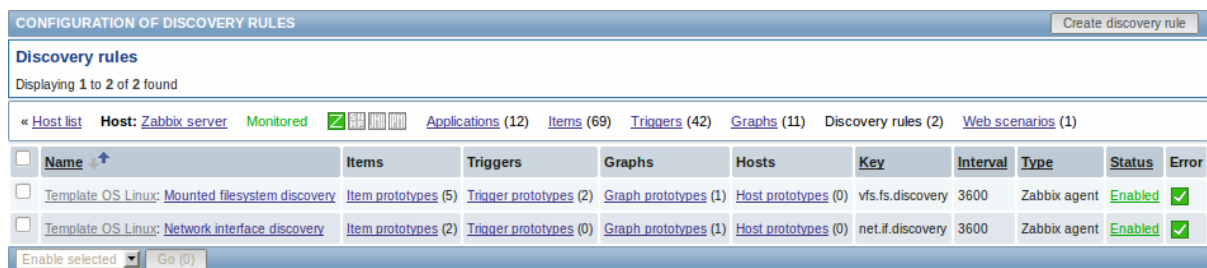 CONFIGURATION OF DISCOVERY RULES Create discovery rule
Discovery rules
Displaying 1 to 2 of 2 found
« Host list Host: Zabbix server Monitored Z SNMP JMX IPMI Applications (12) Items (69) Triggers (42) Graphs (11) Discovery rules (2) Web scenarios (1)
Name Items Triggers Graphs Hosts Key Interval Type Status Error
Template OS Linux: Mounted filesystem discovery Item prototypes (5) Trigger prototypes (2) Graph prototypes (1) Host prototypes (0) vfs.fs.discovery 3600 Zabbix agent Enabled
Template OS Linux: Network interface discovery Item prototypes (2) Trigger prototypes (0) Graph prototypes (1) Host prototypes (0) net.if.discovery 3600 Zabbix agent Enabled
Enable selected Go (0)